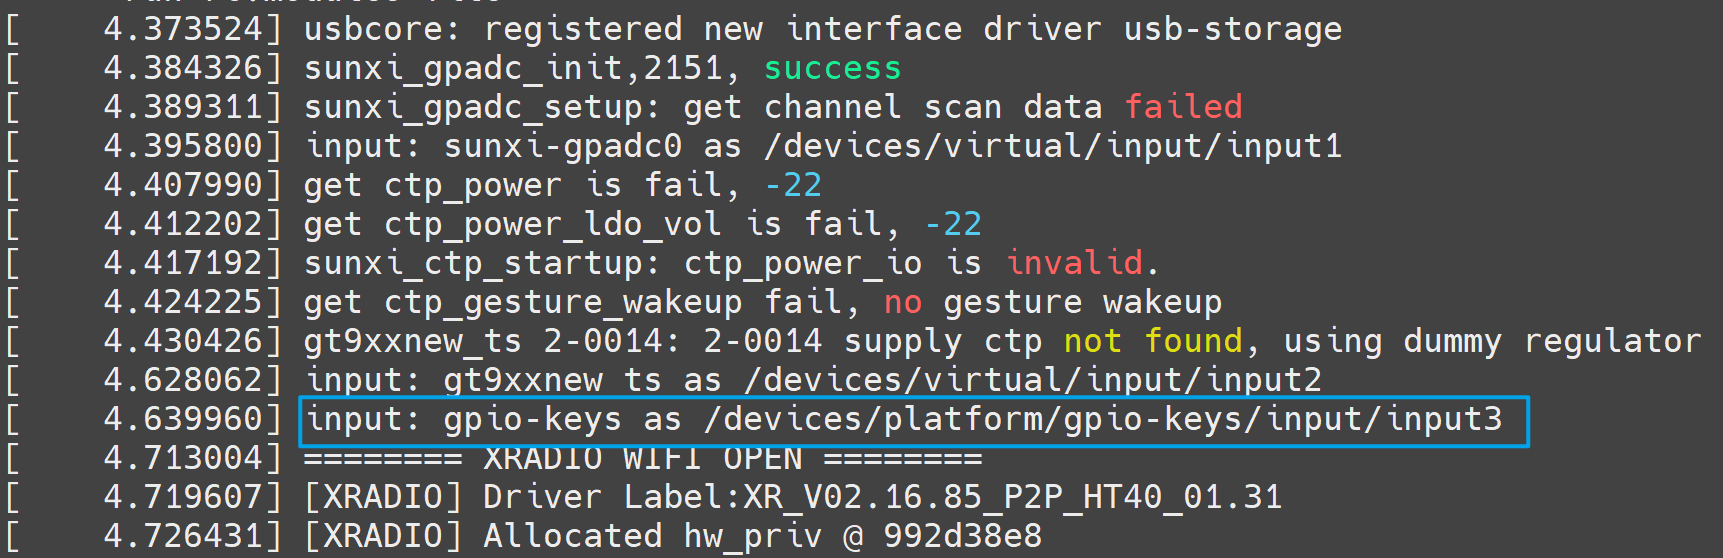 [    4.373524] usbcore: registered new interface driver usb-storage
[    4.384326] sunxi_gpadc_init,2151, success
[    4.389311] sunxi_gpadc_setup: get channel scan data failed
[    4.395800] input: sunxi-gpadc0 as /devices/virtual/input/input1
[    4.407990] get ctp_power is fail, -22
[    4.412202] get ctp_power_ldo_vol is fail, -22
[    4.417192] sunxi_ctp_startup: ctp_power_io is invalid.
[    4.424225] get ctp_gesture_wakeup fail, no gesture wakeup
[    4.430426] gt9xxnew_ts 2-0014: 2-0014 supply ctp not found, using dummy regulator
[    4.628062] input: gt9xxnew ts as /devices/virtual/input/input2
[    4.639960] input: gpio-keys as /devices/platform/gpio-keys/input/input3
[    4.713004] ======== XRADIO WIFI OPEN ========
[    4.719607] [XRADIO] Driver Label:XR_V02.16.85_P2P_HT40_01.31
[    4.726431] [XRADIO] Allocated hw_priv @ 992d38e8